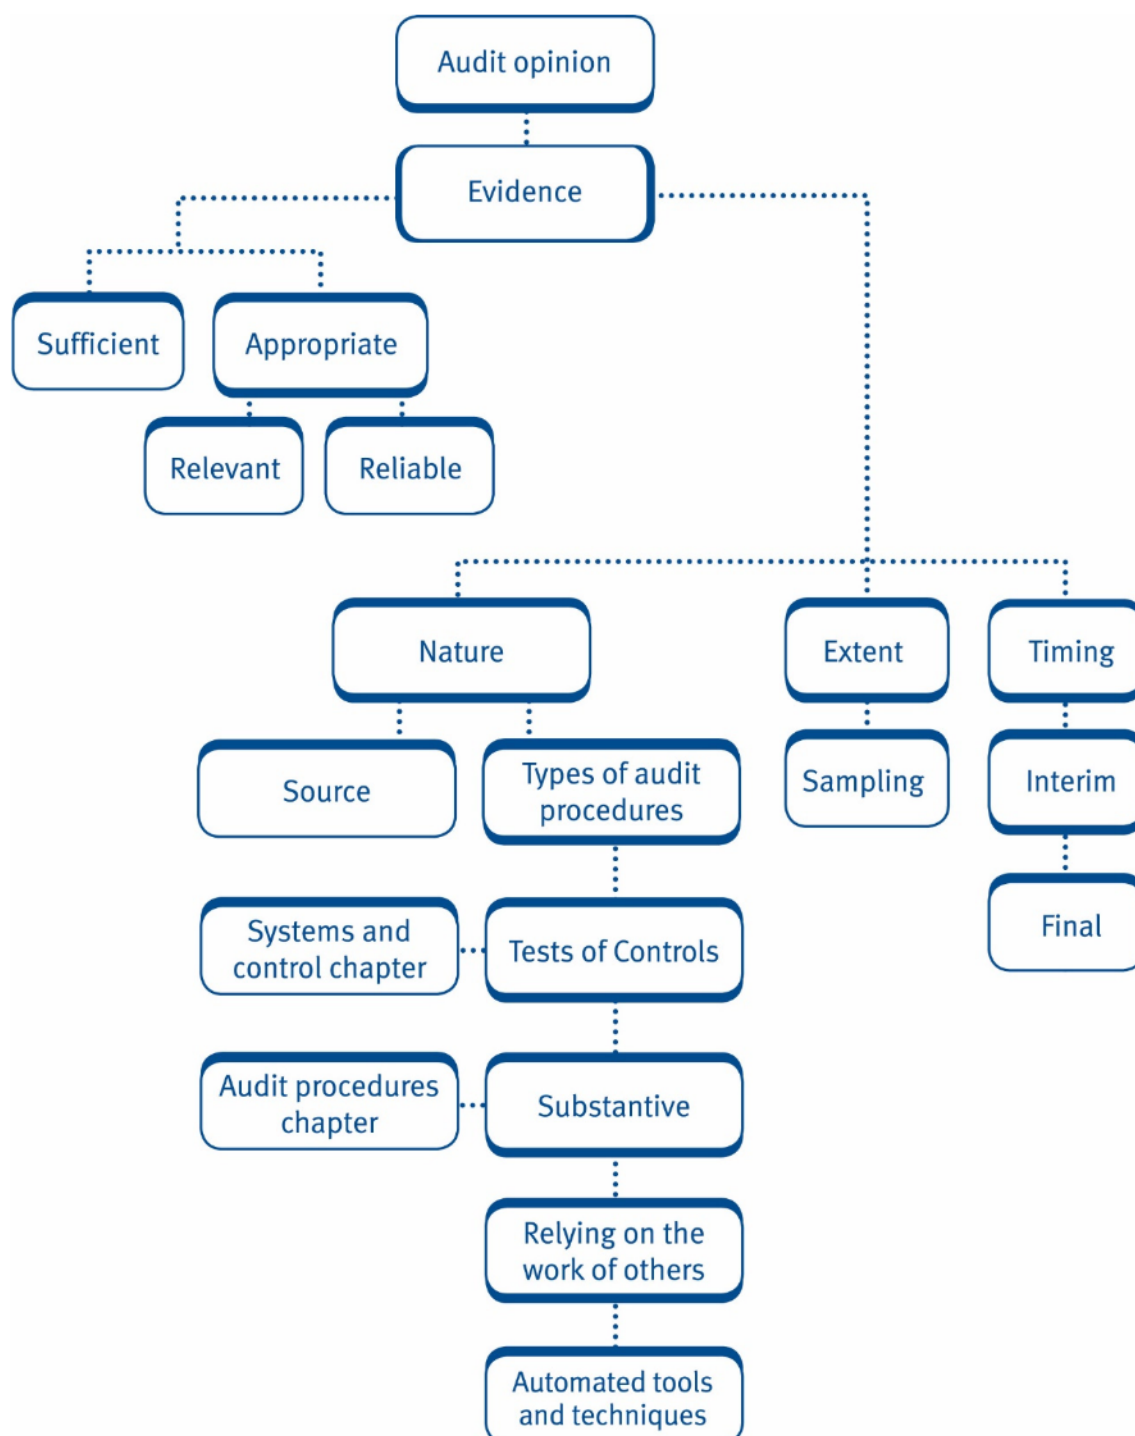 Audit opinion
Evidence
Sufficient
Appropriate
Relevant
Reliable
Nature
Extent
Timing
Source
Types of audit
procedures
Sampling
Interim
Systems and
control chapter
Tests of Controls
Final
Audit procedures
chapter
Substantive
Relying on the
work of others
Automated tools
and techniques